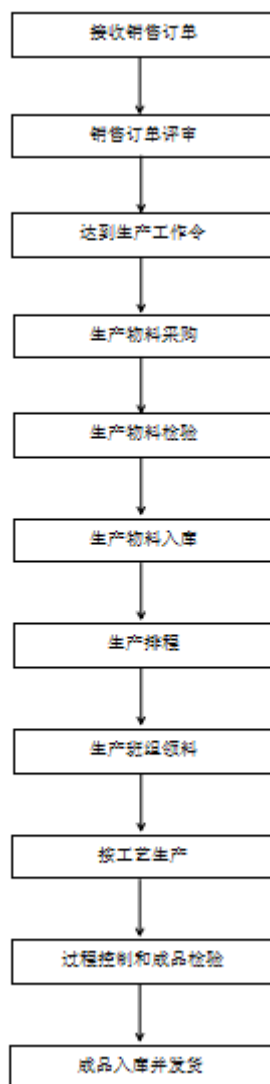 接收销售订单
销售订单评审
达到生产工作令
生产物料采购
生产物料检验
生产物料入库
生产排程
生产班组领料
按工艺生产
过程控制和成品检验
成品入库并发货